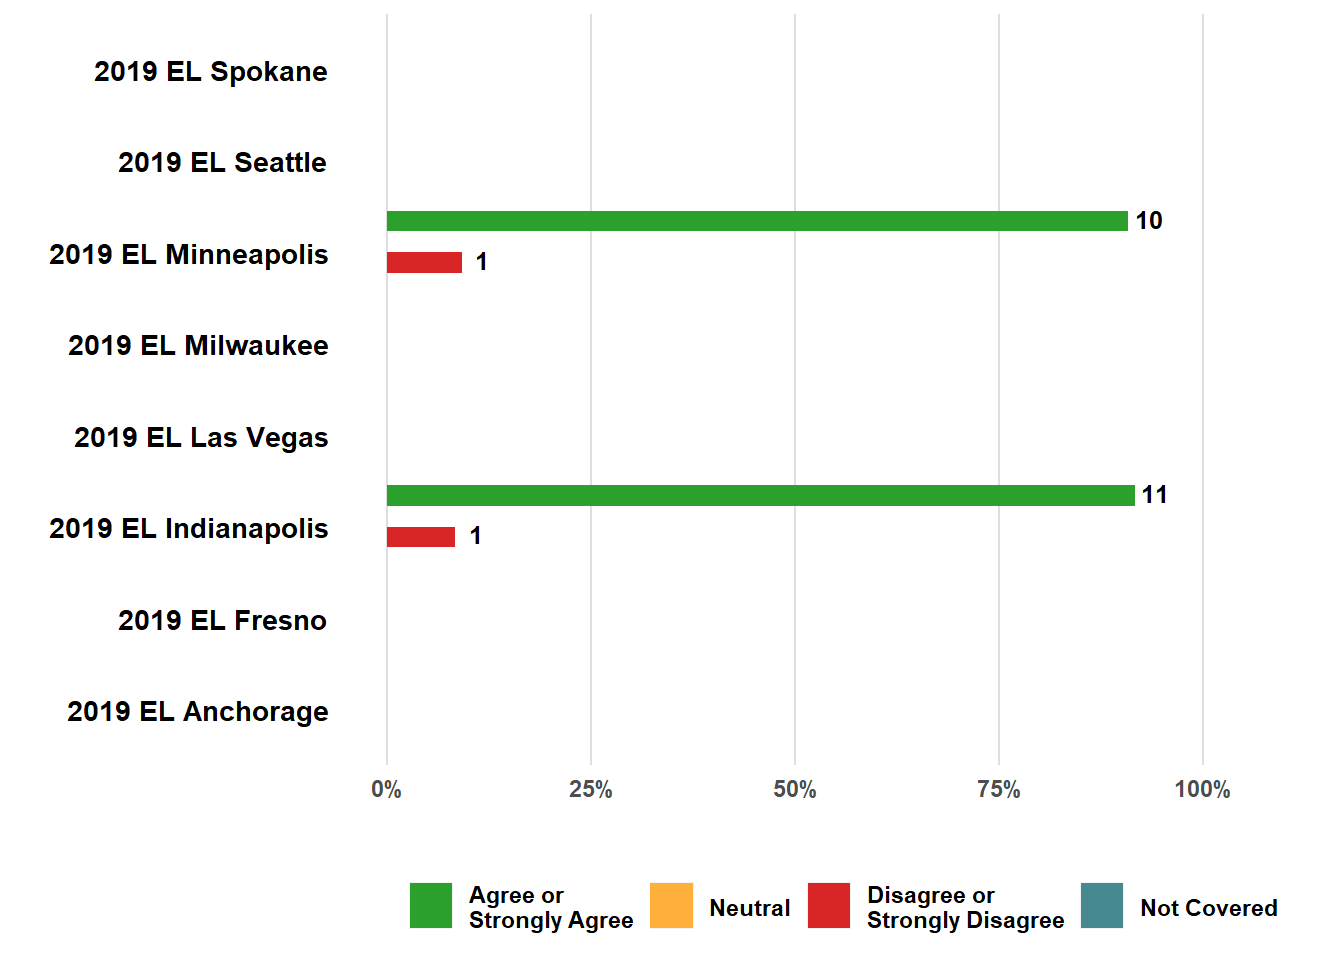 2019 EL Spokane
2019 EL Seattle
10
2019 EL Minneapolis
1
2019 EL Milwaukee
2019 EL Las Vegas
11
2019 EL Indianapolis
1
2019 EL Fresno
2019 EL Anchorage
0% 25% 50% 75% 100%
Agree or
Strongly Agree
Neutral
Disagree or
Strongly Disagree
Not Covered